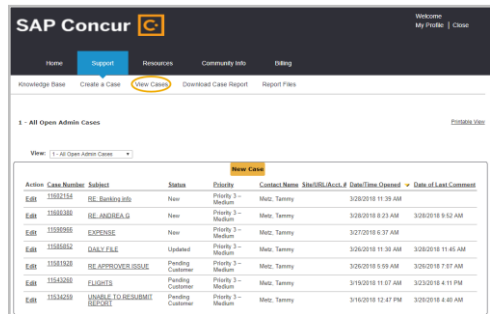 SAP Concur C
Welcome
My Profile | Close
Home Support Resources Community Info Billing
Knowledge Base Create a Case View Cases Download Case Report Report Files
1 - All Open Admin Cases Printable View
View: 1 - All Open Admin Cases
New Case
Action Case Number Subject Status Priority Contact Name Site/URL/Acct. # Date/Time Opened Date of Last Comment
Edit 11602154 RE: Banking Info New Priority 3 – Medium Metz, Tammy 3/28/2018 11:39 AM
Edit 11600380 RE: ANDREA G New Priority 3 – Medium Metz, Tammy 3/28/2018 8:23 AM 3/28/2018 9:52 AM
Edit 11598966 EXPENSE New Priority 3 – Medium Metz, Tammy 3/27/2018 6:37 AM
Edit 11585852 DAILY FILE Updated Priority 3 – Medium Metz, Tammy 3/26/2018 11:36 AM 3/28/2018 11:45 AM
Edit 11581928 RE APPROVER ISSUE Pending Customer Priority 3 – Medium Metz, Tammy 3/26/2018 5:59 AM 3/26/2018 7:07 AM
Edit 11543260 FLIGHTS Pending Customer Priority 3 – Medium Metz, Tammy 3/19/2018 11:07 AM 3/23/2018 4:11 PM
Edit 11534259 UNABLE TO RESUBMIT REPORT Pending Customer Priority 3 – Medium Metz, Tammy 3/16/2018 12:47 PM 3/20/2018 4:40 AM